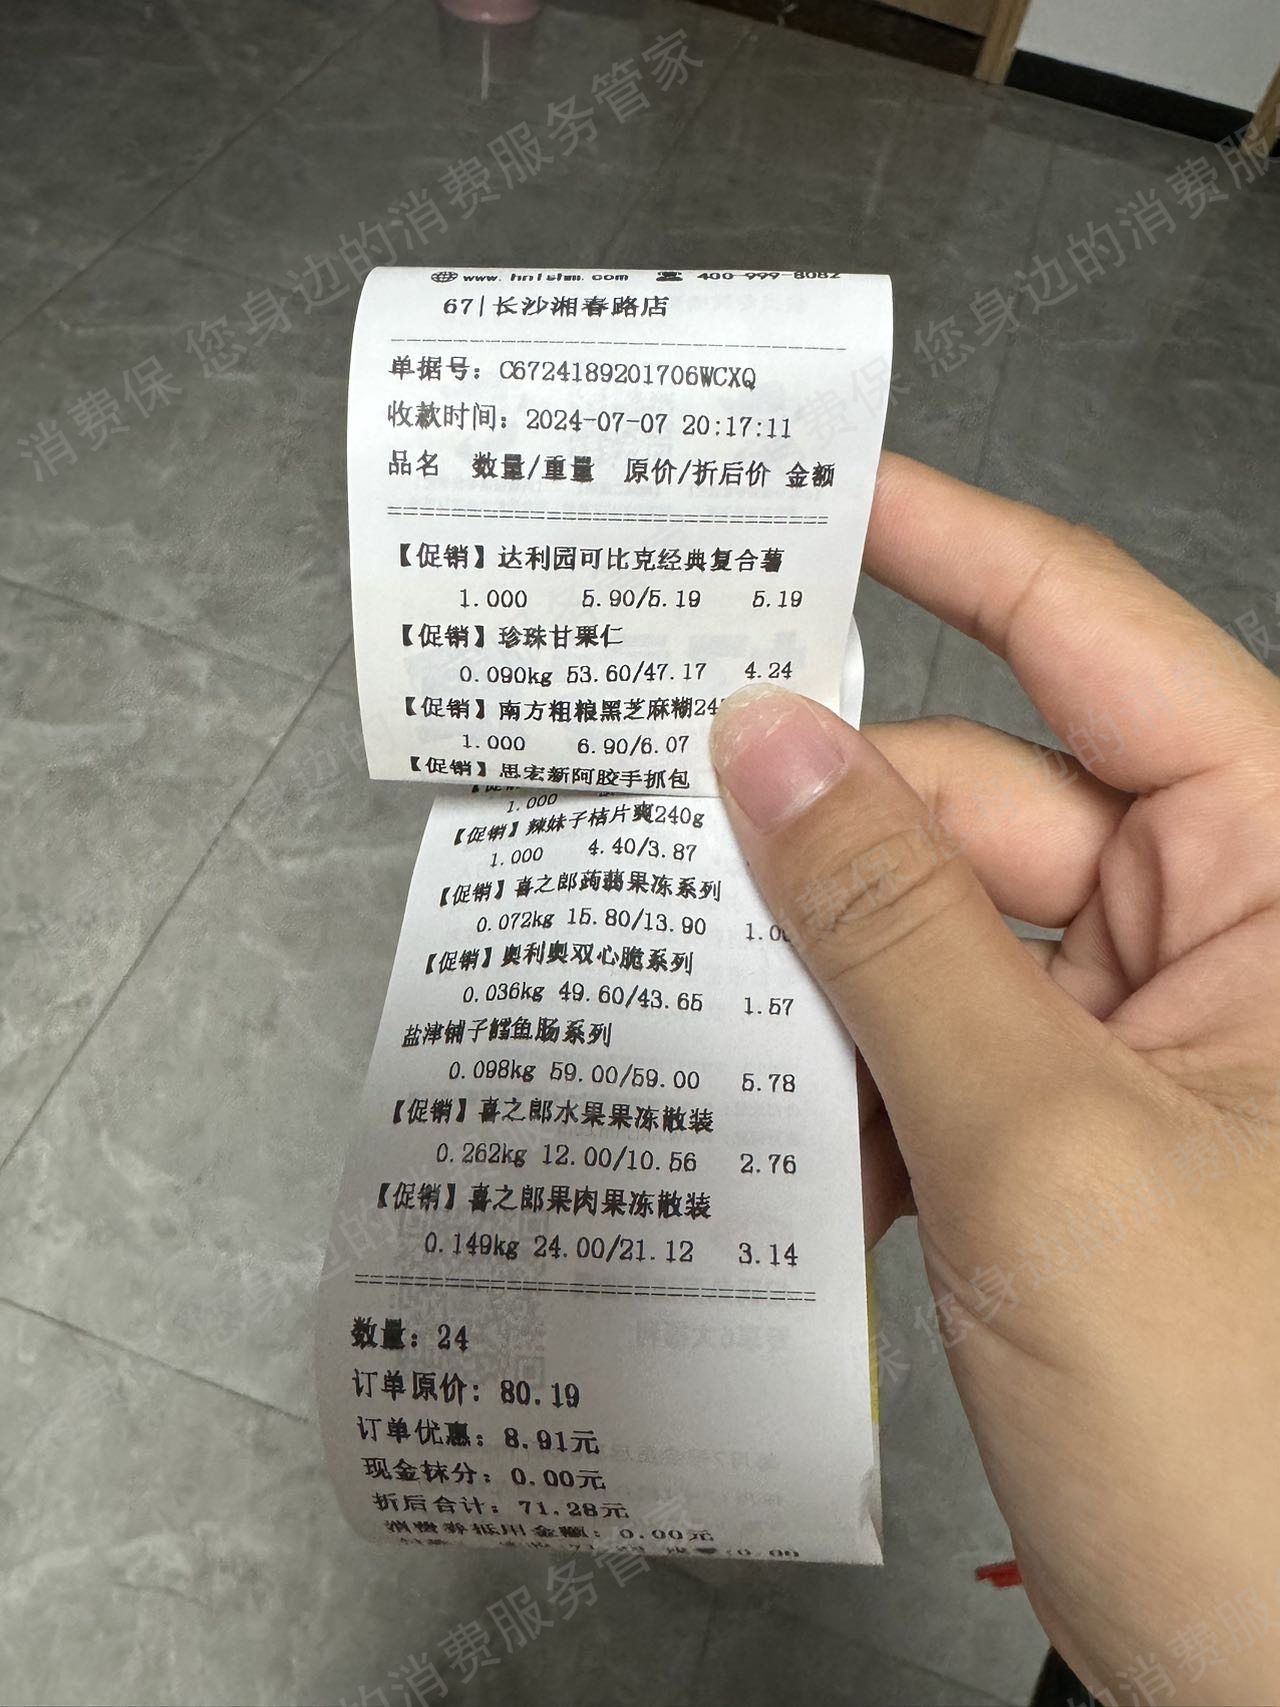 400-999-8082
67|长沙湘春路店
单据号: C6724189201706WCXQ
收款时间: 2024-07-07 20:17:11
品名 数量/重量 原价/折后价 金额
【促销】达利园可比克经典复合薯
1.000 5.90/5.19 5.19
【促销】珍珠甘栗仁
0.090kg 53.60/47.17 4.24
【促销】南方粗粮黑芝麻糊24
1.000 6.90/6.07
【促销】思宏新阿胶手抓包
1.000
【促销】辣妹子桔片爽240g
1.000 4.40/3.87
【促销】喜之郎蒟蒻果冻系列
0.072kg 15.80/13.90 1.00
【促销】奥利奥双心脆系列
0.036kg 49.60/43.65 1.57
盐津铺子鳕鱼肠系列
0.098kg 59.00/59.00 5.78
【促销】喜之郎水果果冻散装
0.262kg 12.00/10.56 2.76
【促销】喜之郎果肉果冻散装
0.149kg 24.00/21.12 3.14
数量: 24
订单原价: 80.19
订单优惠: 8.91元
现金抹分: 0.00元
折后合计: 71.28元
消费券抵用金额: 0.00元
消费保 您身边的消费服务管家